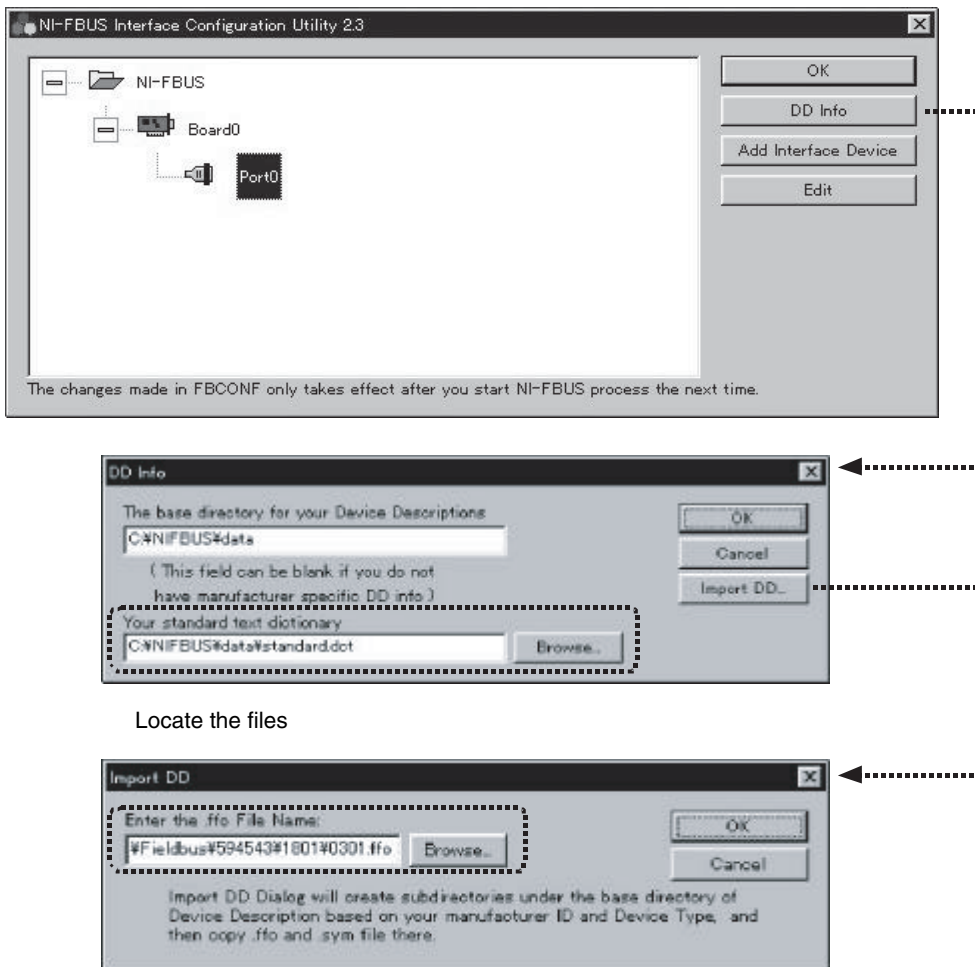 NI-FBUS Interface Configuration Utility 2.3
NI-FBUS
Board0
Port0
OK
DD Info
Add Interface Device
Edit
The changes made in FBCONF only takes effect after you start NI-FBUS process the next time.
DD Info
The base directory for your Device Descriptions
C:¥NIFBUS¥data
( This field can be blank if you do not
have manufacturer specific DD info )
Your standard text dictionary
C:¥NIFBUS¥data¥standard.dct
Browse..
OK
Cancel
Import DD..
Locate the files
Import DD
Enter the .ffo File Name:
¥Fieldbus¥594543¥1801¥0301.ffo
Browse..
OK
Cancel
Import DD Dialog will create subdirectories under the base directory of
Device Description based on your manufacturer ID and Device Type, and
then copy .ffo and .sym file there.